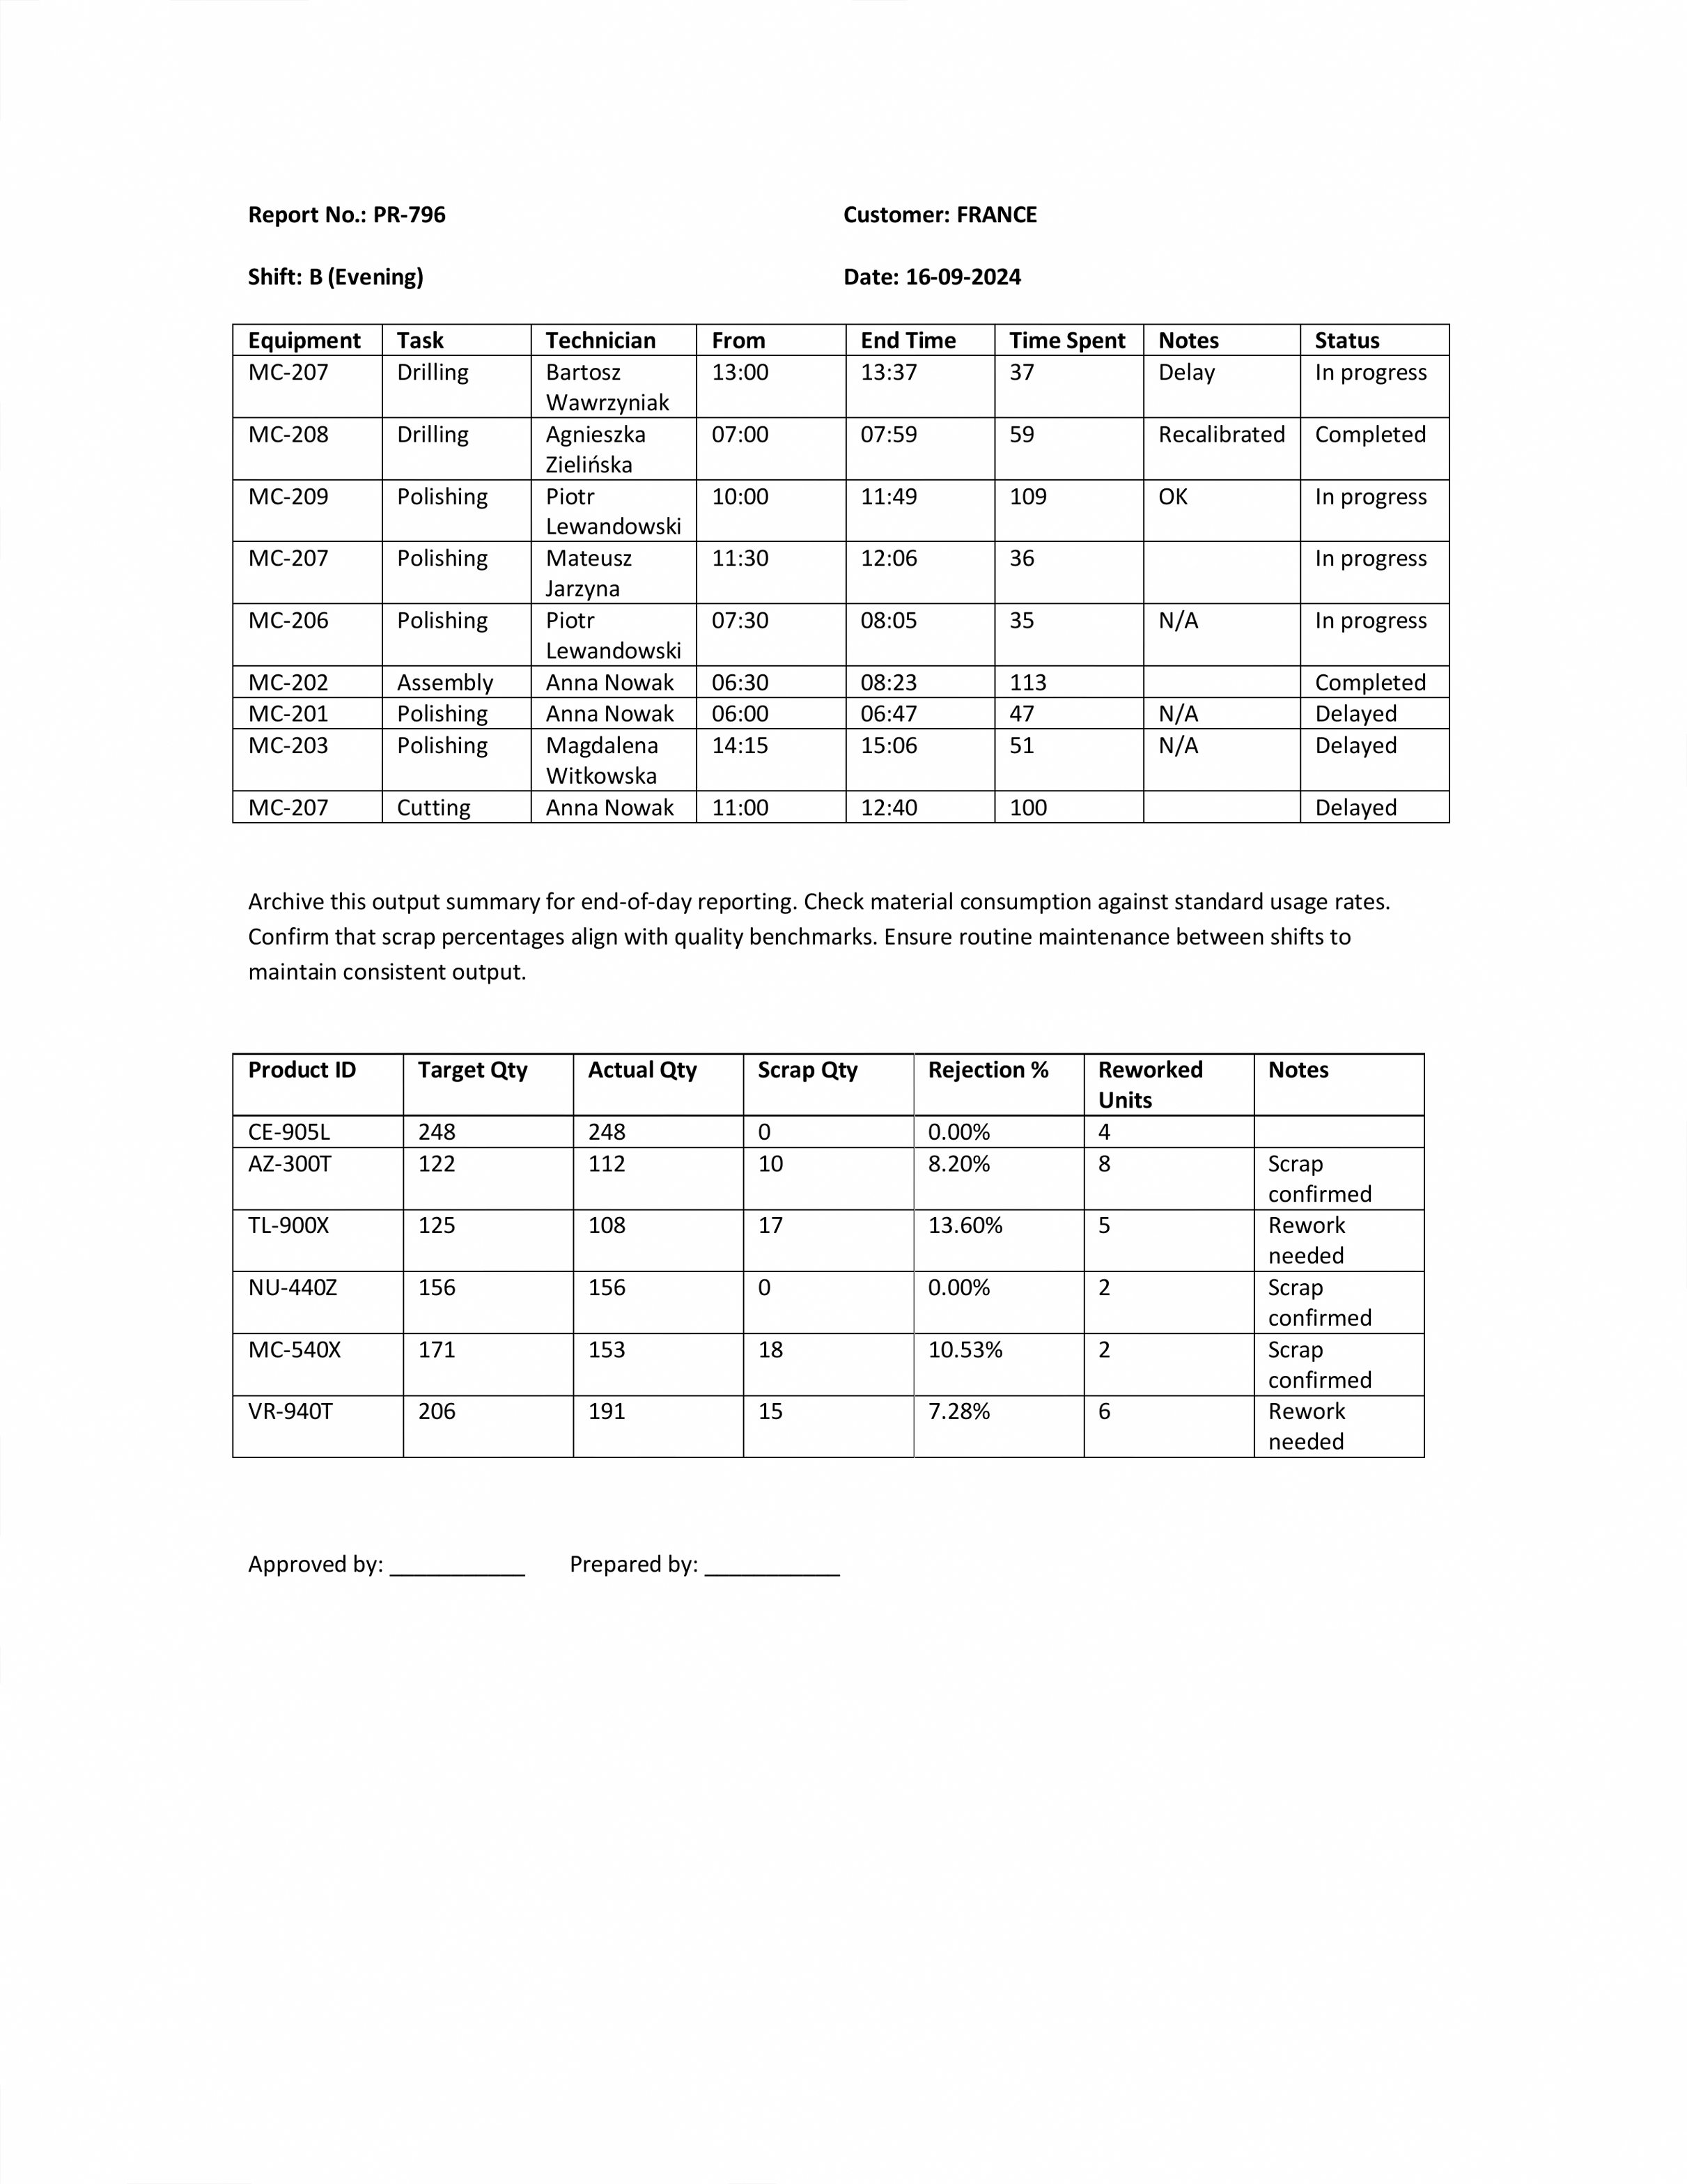 Report No.: PR-796 Customer: FRANCE
Shift: B (Evening) Date: 16-09-2024
Equipment Task Technician From End Time Time Spent Notes Status
MC-207 Drilling Bartosz Wawrzyniak 13:00 13:37 37 Delay In progress
MC-208 Drilling Agnieszka Zielińska 07:00 07:59 59 Recalibrated Completed
MC-209 Polishing Piotr Lewandowski 10:00 11:49 109 OK In progress
MC-207 Polishing Mateusz Jarzyna 11:30 12:06 36 In progress
MC-206 Polishing Piotr Lewandowski 07:30 08:05 35 N/A In progress
MC-202 Assembly Anna Nowak 06:30 08:23 113 Completed
MC-201 Polishing Anna Nowak 06:00 06:47 47 N/A Delayed
MC-203 Polishing Magdalena Witkowska 14:15 15:06 51 N/A Delayed
MC-207 Cutting Anna Nowak 11:00 12:40 100 Delayed
Archive this output summary for end-of-day reporting. Check material consumption against standard usage rates.
Confirm that scrap percentages align with quality benchmarks. Ensure routine maintenance between shifts to
maintain consistent output.
Product ID Target Qty Actual Qty Scrap Qty Rejection % Reworked Units Notes
CE-905L 248 248 0 0.00% 4
AZ-300T 122 112 10 8.20% 8 Scrap confirmed
TL-900X 125 108 17 13.60% 5 Rework needed
NU-440Z 156 156 0 0.00% 2 Scrap confirmed
MC-540X 171 153 18 10.53% 2 Scrap confirmed
VR-940T 206 191 15 7.28% 6 Rework needed
Approved by: ___________ Prepared by: ___________